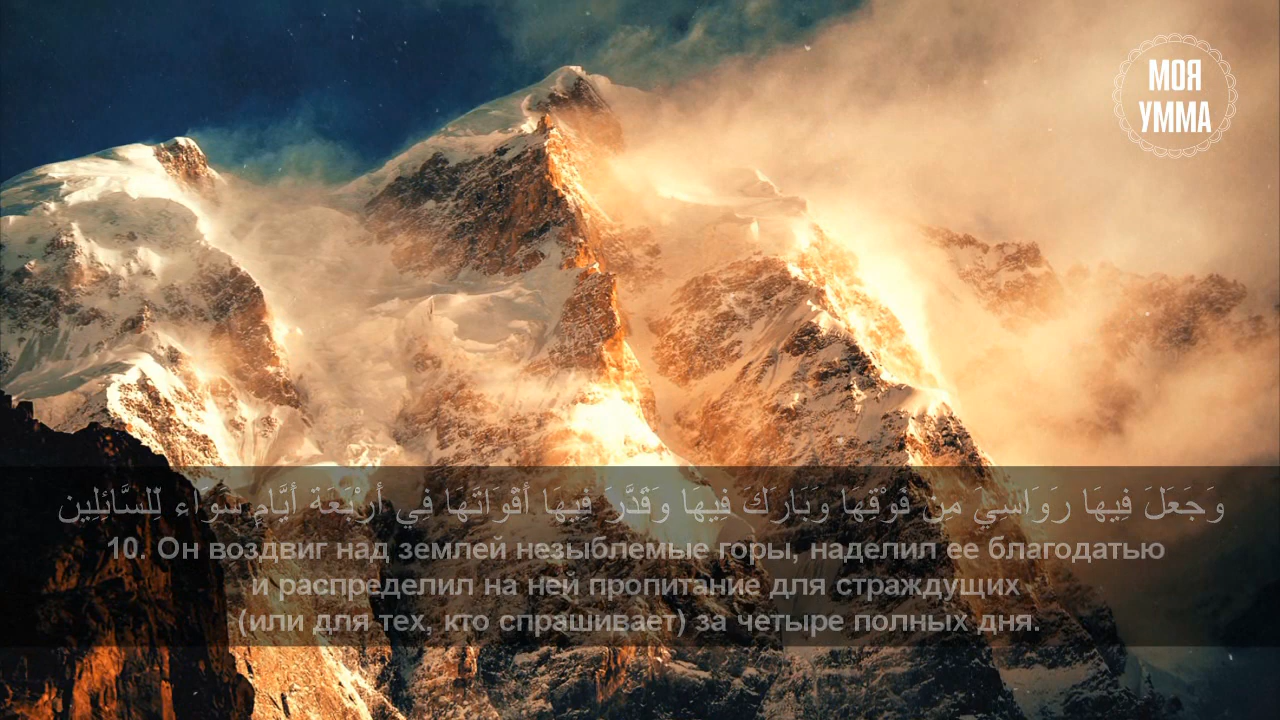 МОЯ
УММА
وَجَعَلَ فِيهَا رَوَاسِيَ مِن فَوْقِهَا وَبَارَكَ فِيهَا وَقَدَّرَ فِيهَا أَقْوَاتَهَا فِي أَرْبَعَةِ أَيَّامٍ سَوَاء لِّلسَّائِلِين
10. Он воздвиг над землей незыблемые горы, наделил ее благодатью
и распределил на ней пропитание для страждущих
(или для тех, кто спрашивает) за четыре полных дня.